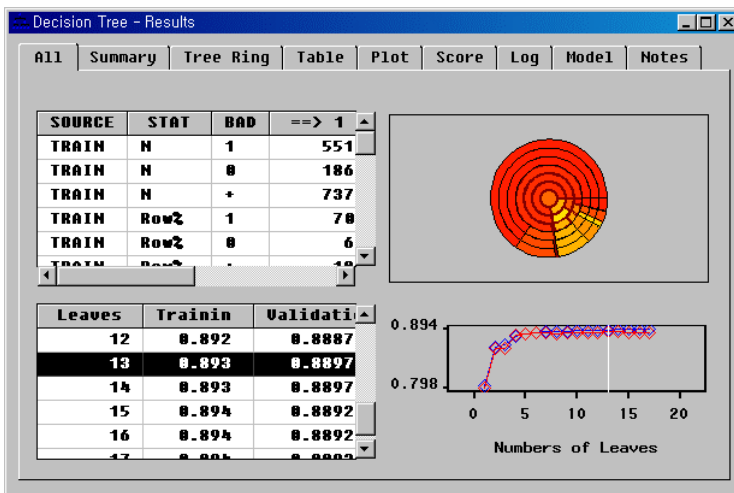 Decision Tree - Results
All Summary Tree Ring Table Plot Score Log Model Notes
SOURCE STAT BAD ==> 1
TRAIN N 1 551
TRAIN N 0 186
TRAIN N + 737
TRAIN Row% 1 70
TRAIN Row% 0 6
Leaves Trainin Validati
12 0.892 0.8887
13 0.893 0.8897
14 0.893 0.8897
15 0.894 0.8892
16 0.894 0.8892
17
0.894
0.798
0 5 10 15 20
Numbers of Leaves